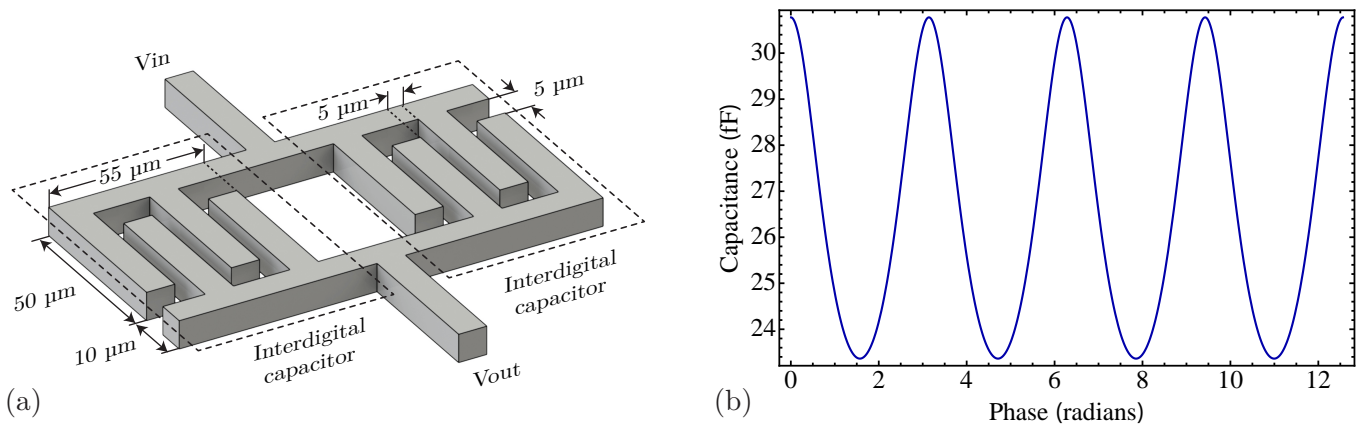 Vin
5 µm
5 µm
55 µm
50 µm
10 µm
Interdigital
capacitor
Interdigital
capacitor
Vout
(a)
Capacitance (fF)
30
29
28
27
26
25
24
0
2
4
6
8
10
12
Phase (radians)
(b)